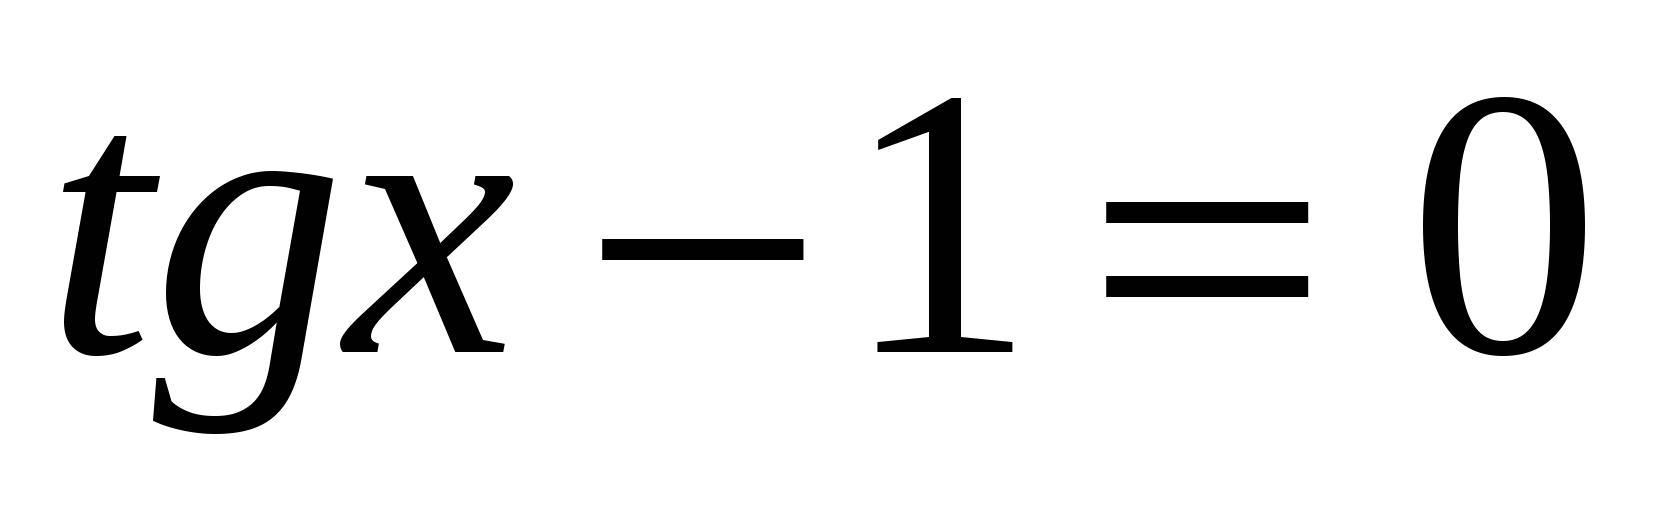 tgx − 1 = 0